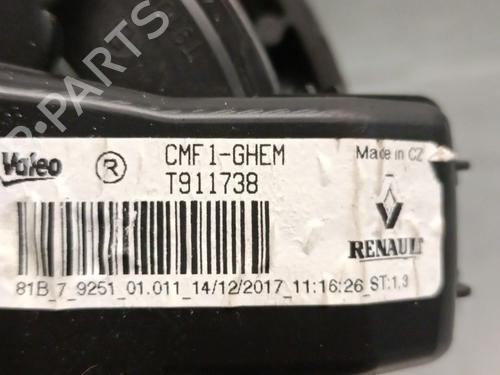 Valeo
R
CMF1-GHEM
T911738
Made in CZ
RENAULT
81B_7_9251_01.011_14/12/2017_11:16:26_ST:1,3
B-PARTS